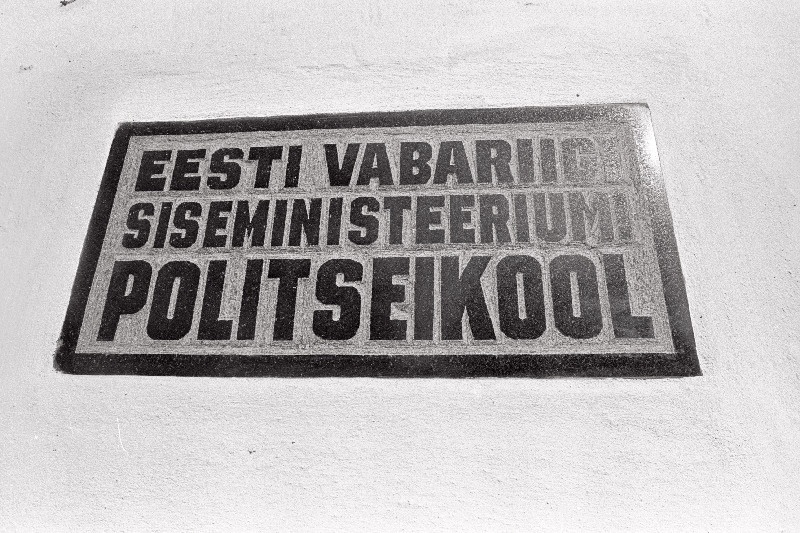 EESTI VABARIIGI
SISEMINISTEERIUMI
POLITSEIKOOL